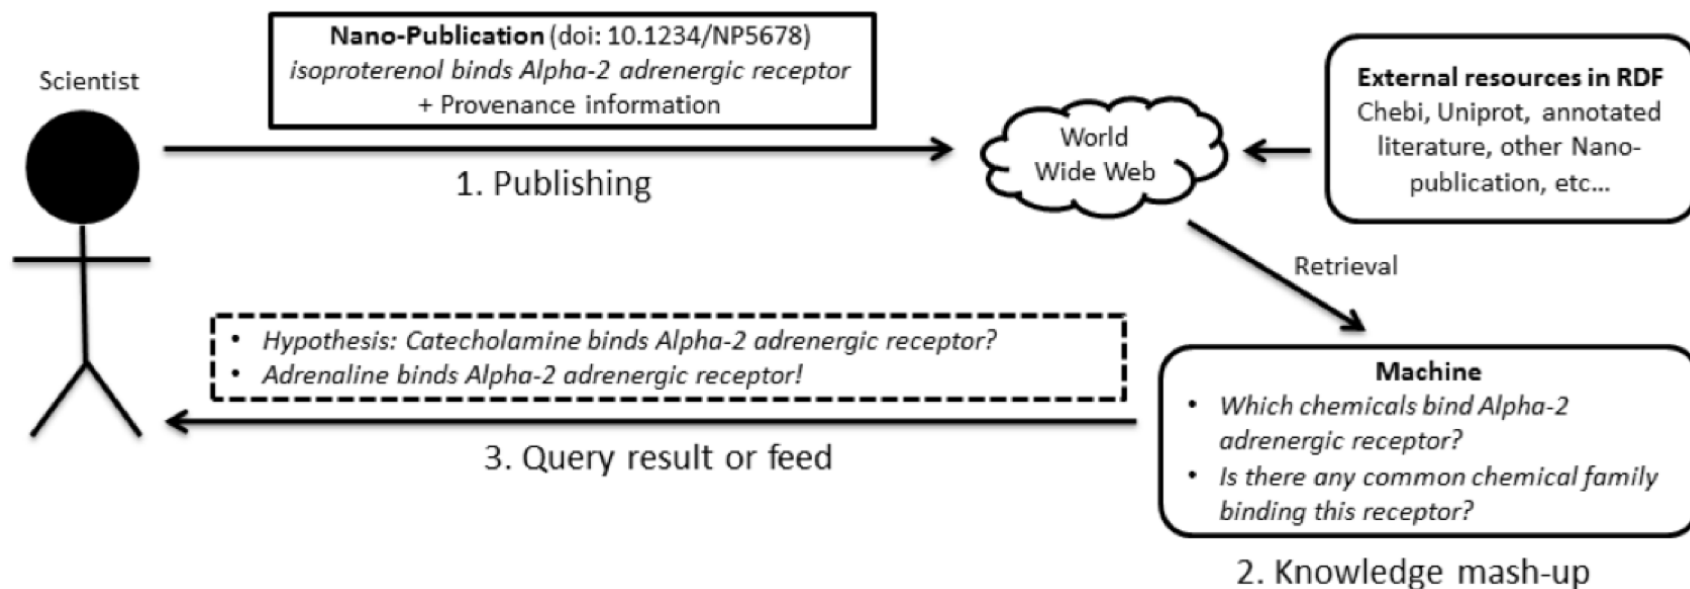 Scientist
Nano-Publication (doi: 10.1234/NP5678)
isoproterenol binds Alpha-2 adrenergic receptor
+ Provenance information
1. Publishing
World
Wide Web
External resources in RDF
Chebi, Uniprot, annotated
literature, other Nano-
publication, etc...
Retrieval
Machine
• Which chemicals bind Alpha-2
adrenergic receptor?
• Is there any common chemical family
binding this receptor?
2. Knowledge mash-up
• Hypothesis: Catecholamine binds Alpha-2 adrenergic receptor?
• Adrenaline binds Alpha-2 adrenergic receptor!
3. Query result or feed